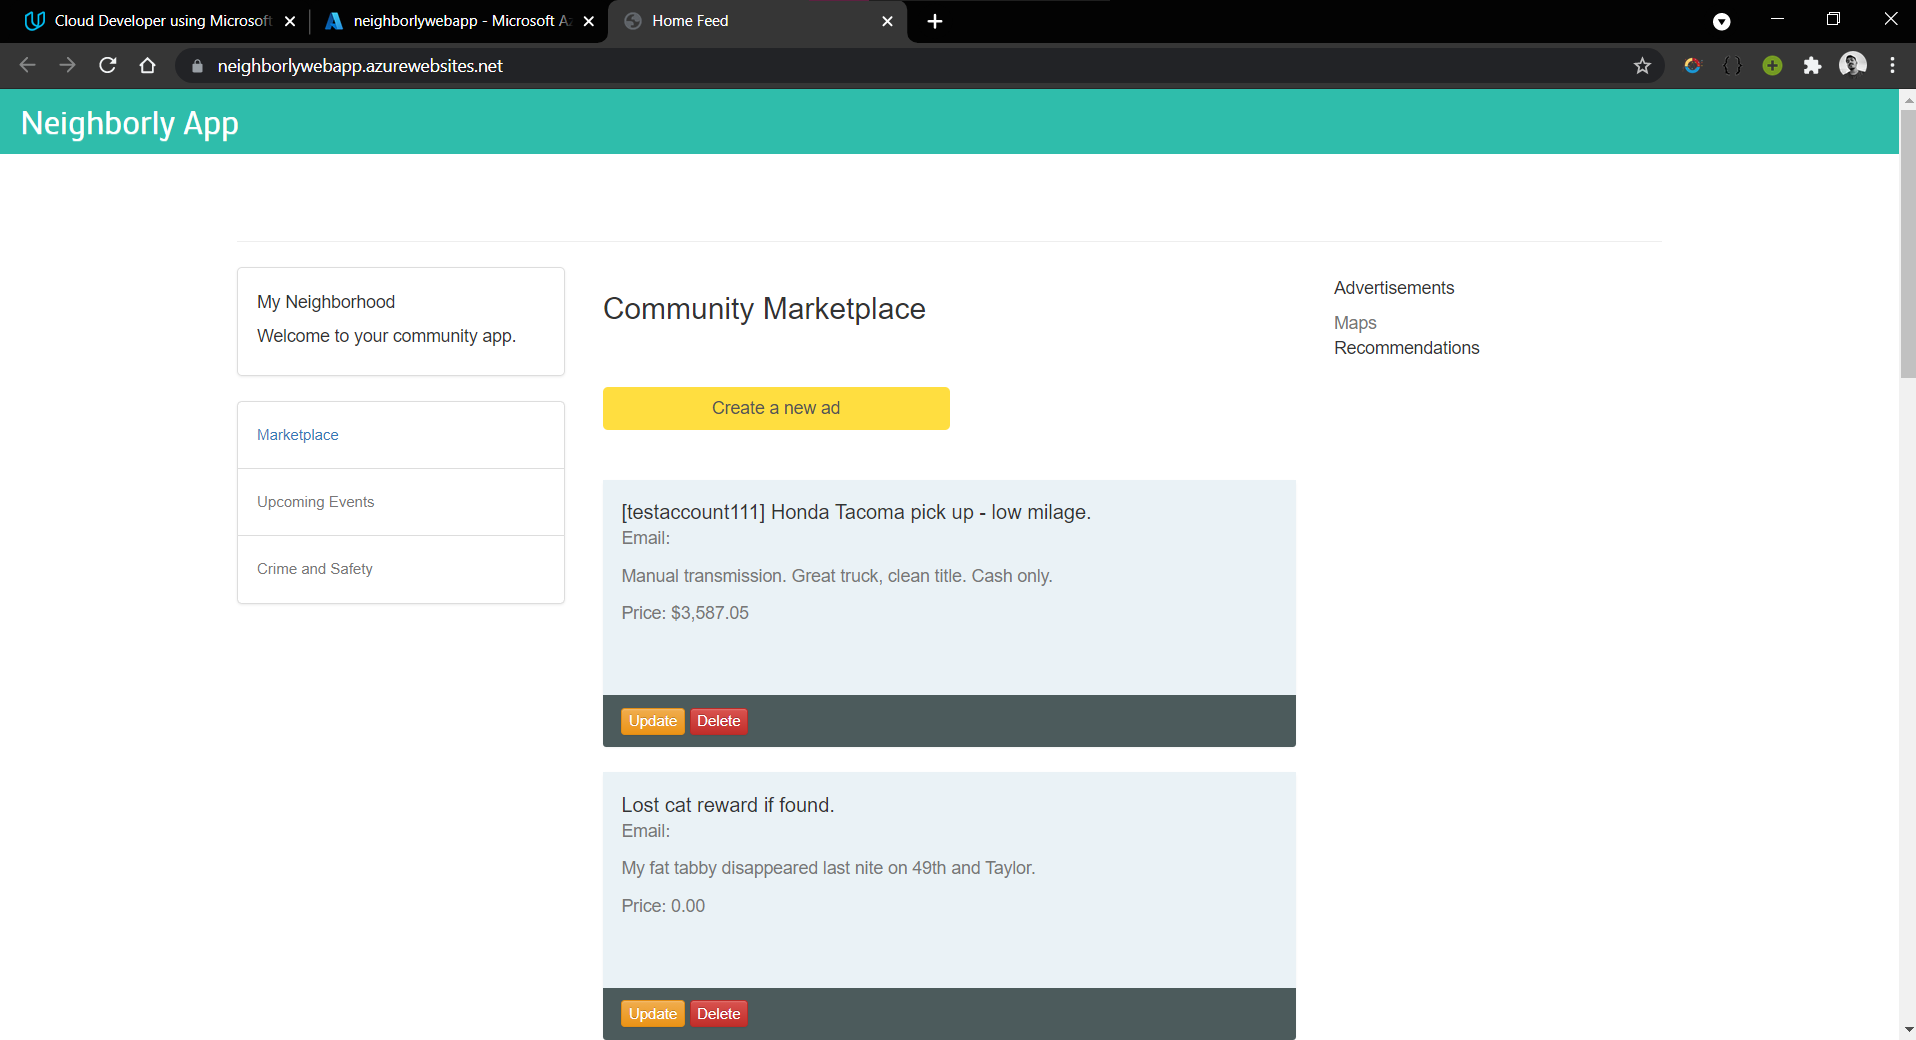 Cloud Developer using Microsoft
neighborlywebapp - Microsoft Az
Home Feed
neighborlywebapp.azurewebsites.net
Neighborly App
My Neighborhood
Welcome to your community app.
Marketplace
Upcoming Events
Crime and Safety
Community Marketplace
Create a new ad
[testaccount111] Honda Tacoma pick up - low milage.
Email:
Manual transmission. Great truck, clean title. Cash only.
Price: $3,587.05
Update Delete
Lost cat reward if found.
Email:
My fat tabby disappeared last nite on 49th and Taylor.
Price: 0.00
Update Delete
Advertisements
Maps
Recommendations